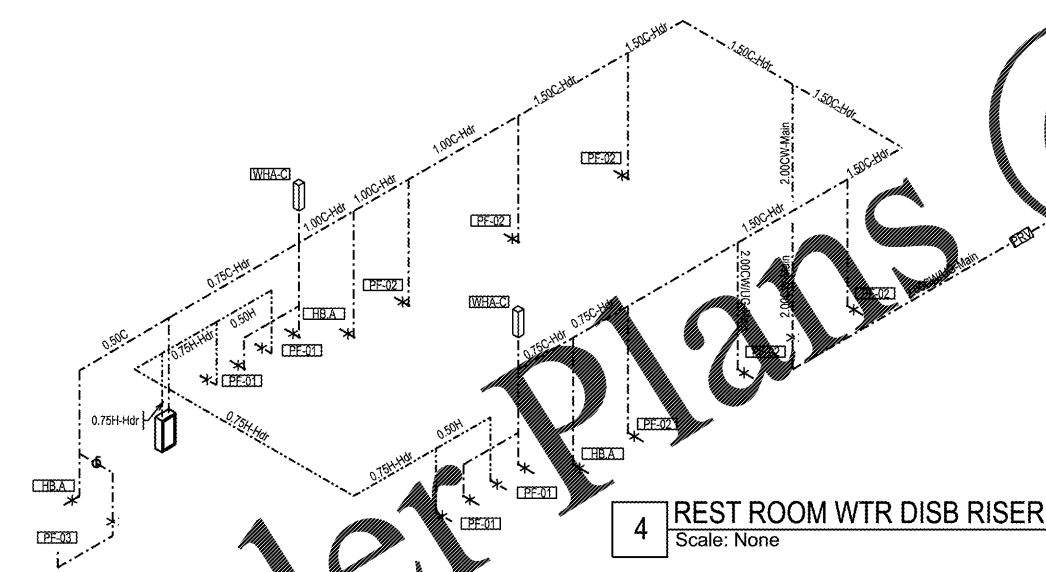 1.50C-Hdr
1.50C-Hdr
1.50C-Hdr
1.50C-Hdr
1.00C-Hdr
2.00CW-Main
PF-02
1.50C-Hdr
WHA-C
1.00C-Hdr
1.00C-Hdr
PF-02
1.50C-Hdr
PRV
0.75C-Hdr
PF-02
WHA-C
PF-02
0.50H
HB.A
0.75C-Hdr
0.50C
0.75H-Hdr
PF-01
0.75C-Hdr
PF-01
0.75H-Hdr
0.75H-Hdr
0.50H
PF-02
0.75H-Hdr
HB.A
HB.A
PF-01
PF-01
PF-03
4
REST ROOM WTR DISB RISER
Scale: None
ler Plans